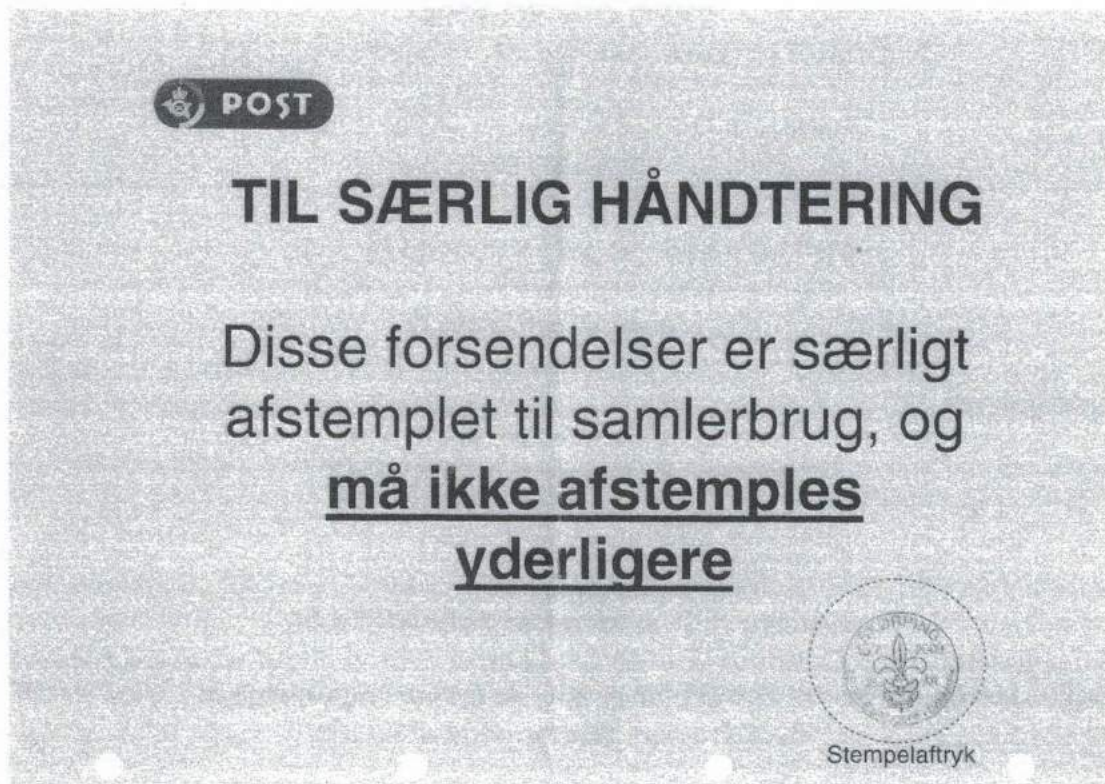 POST
TIL SÆRLIG HÅNDTERING
Disse forsendelser er særligt
afstemplet til samlerbrug, og
må ikke afstemples
yderligere
Stempelaftryk